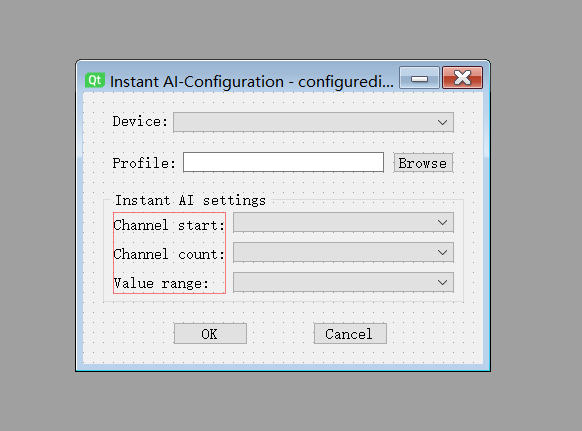 Qt Instant AI-Configuration - configuredi...
Device:
Profile: Browse
Instant AI settings
Channel start:
Channel count:
Value range:
OK Cancel